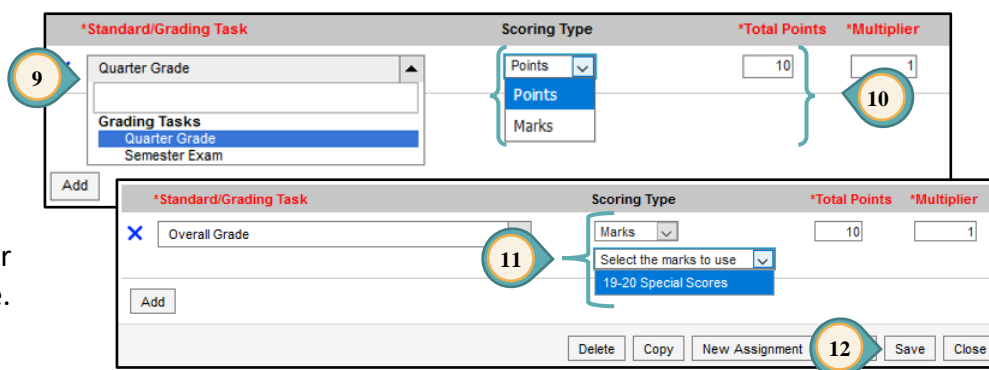 *Standard/Grading Task Scoring Type *Total Points *Multiplier
9 Quarter Grade Points 10 1
Points 10
Grading Tasks
Quarter Grade Marks
Semester Exam
Add
*Standard/Grading Task Scoring Type *Total Points *Multiplier
Overall Grade Marks 10 1
11 Select the marks to use
19-20 Special Scores
Add
Delete Copy New Assignment 12 Save Close